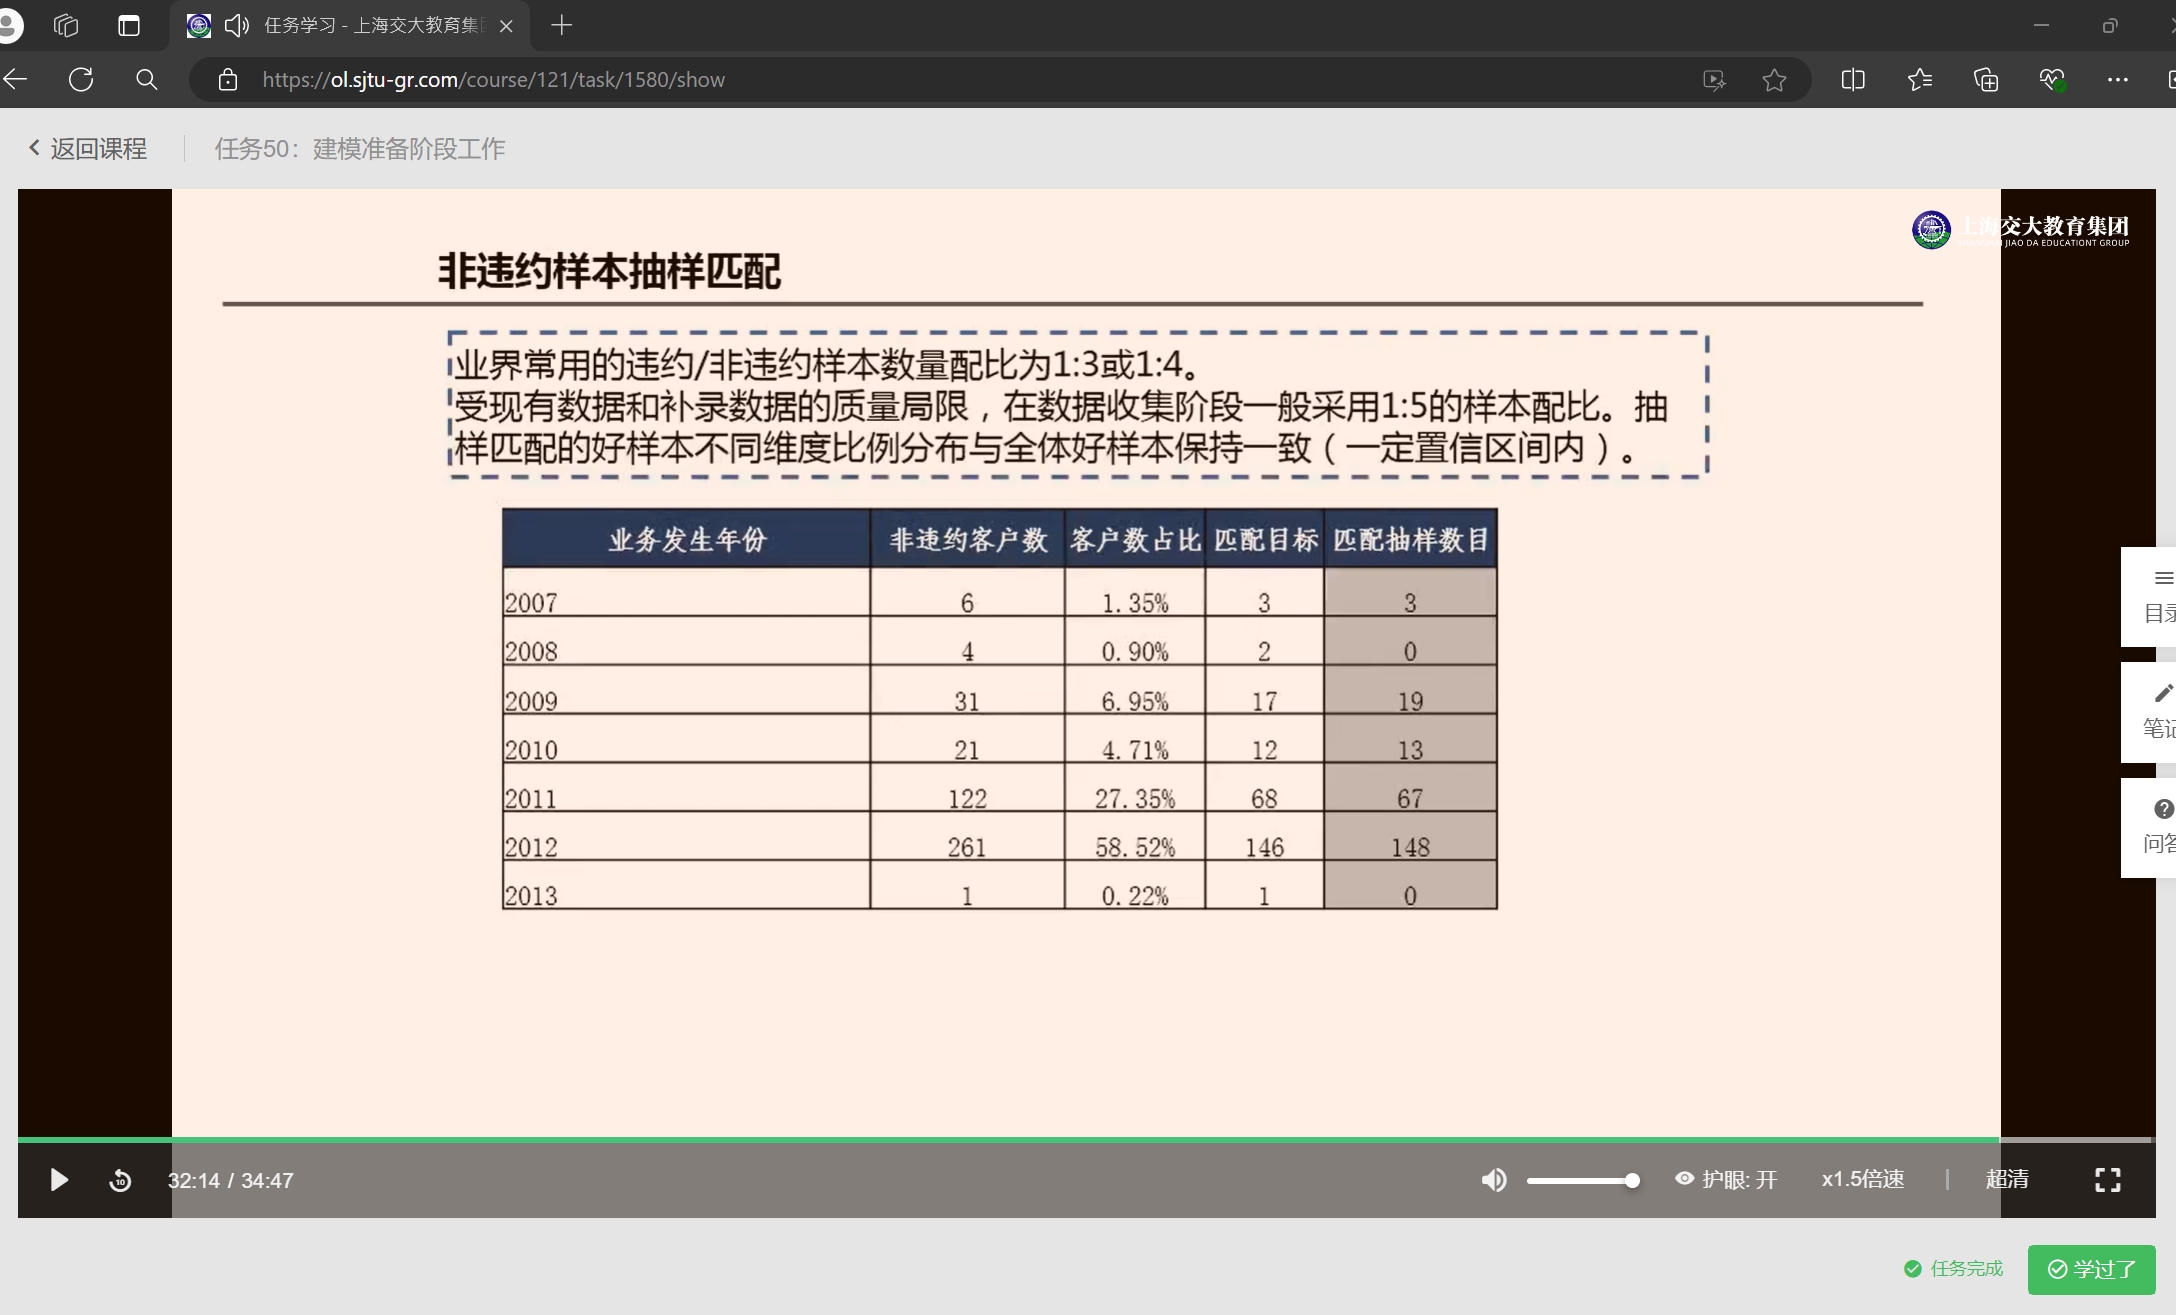 任务学习 - 上海交大教育集
https://ol.sjtu-gr.com/course/121/task/1580/show
返回课程
任务50：建模准备阶段工作
上海交大教育集团
JIAO DA EDUCATIONT GROUP
非违约样本抽样匹配
业界常用的违约/非违约样本数量配比为1:3或1:4。
受现有数据和补录数据的质量局限，在数据收集阶段一般采用1:5的样本配比。抽
样匹配的好样本不同维度比例分布与全体好样本保持一致（一定置信区间内）。
业务发生年份 非违约客户数 客户数占比 匹配目标 匹配抽样数目
2007 6 1.35% 3 3
2008 4 0.90% 2 0
2009 31 6.95% 17 19
2010 21 4.71% 12 13
2011 122 27.35% 68 67
2012 261 58.52% 146 148
2013 1 0.22% 1 0
目录
笔记
问答
10
32:14 / 34:47
护眼: 开
x1.5倍速
超清
任务完成
学过了